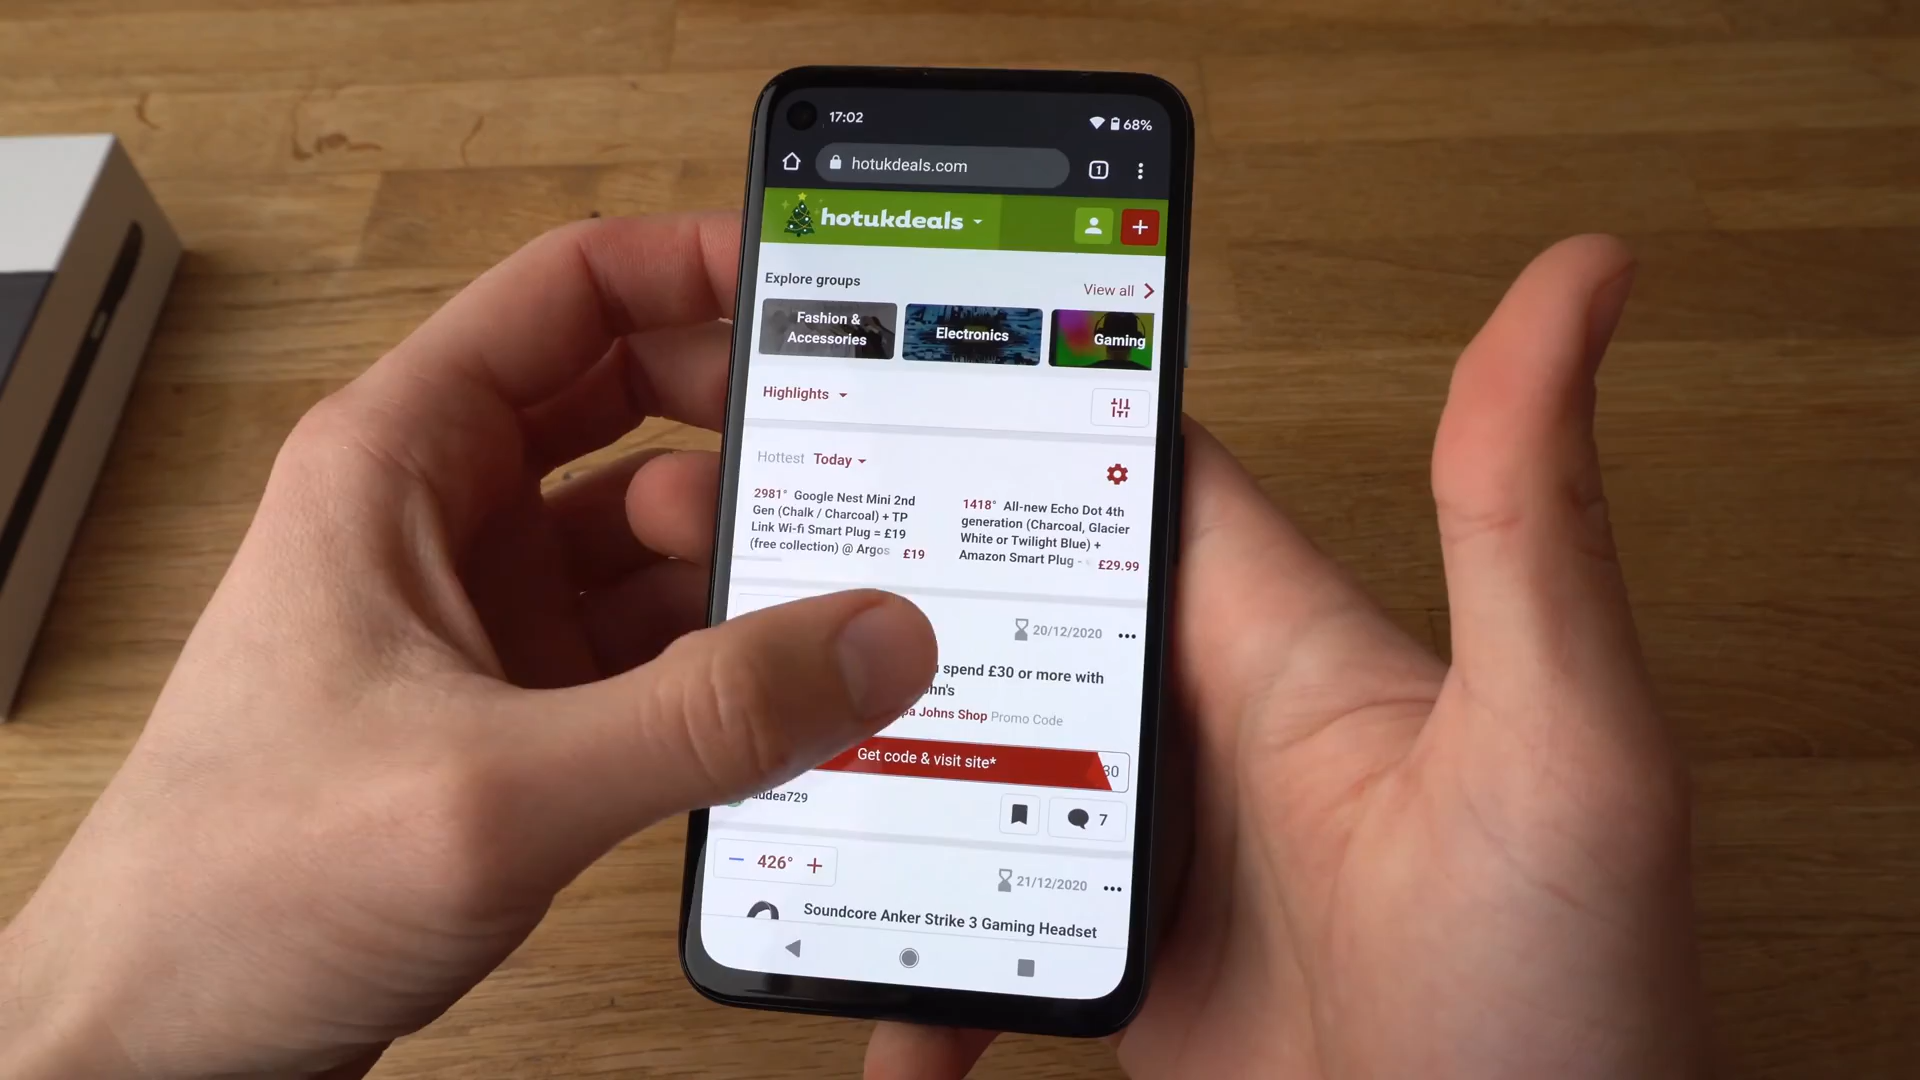 17:02
68%
hotukdeals.com
1
hotukdeals
Explore groups
View all
Fashion &
Accessories
Electronics
Gaming
Highlights
Hottest Today
2981° Google Nest Mini 2nd
Gen (Chalk / Charcoal) + TP
Link Wi-fi Smart Plug = £19
(free collection) @ Argos £19
1418° All-new Echo Dot 4th
generation (Charcoal, Glacier
White or Twilight Blue) +
Amazon Smart Plug - £29.99
20/12/2020
spend £30 or more with
Johns Shop Promo Code
Get code & visit site*
30
7
426°
21/12/2020
Soundcore Anker Strike 3 Gaming Headset